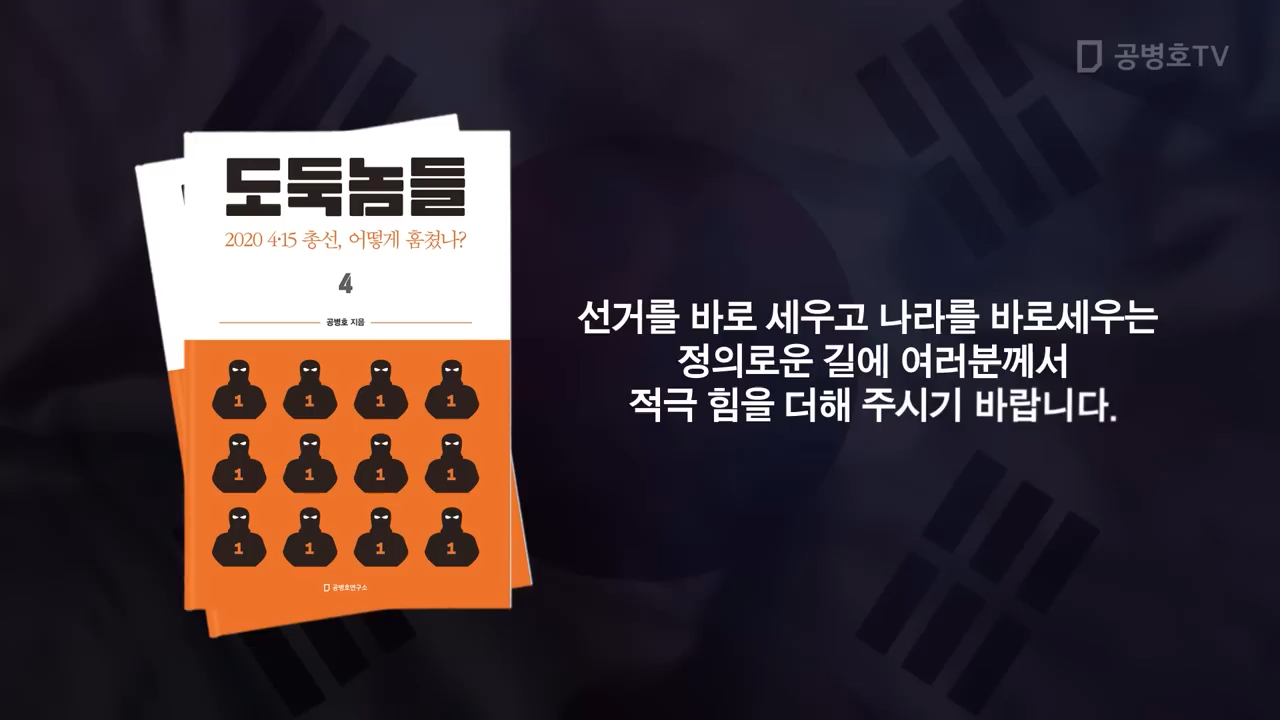 공병호TV
도둑놈들
2020 4·15 총선, 어떻게 훔쳤나?
4
공병호 지음
1 1 1 1
1 1 1 1
1 1 1 1
공병호연구소
선거를 바로 세우고 나라를 바로세우는
정의로운 길에 여러분께서
적극 힘을 더해 주시기 바랍니다.